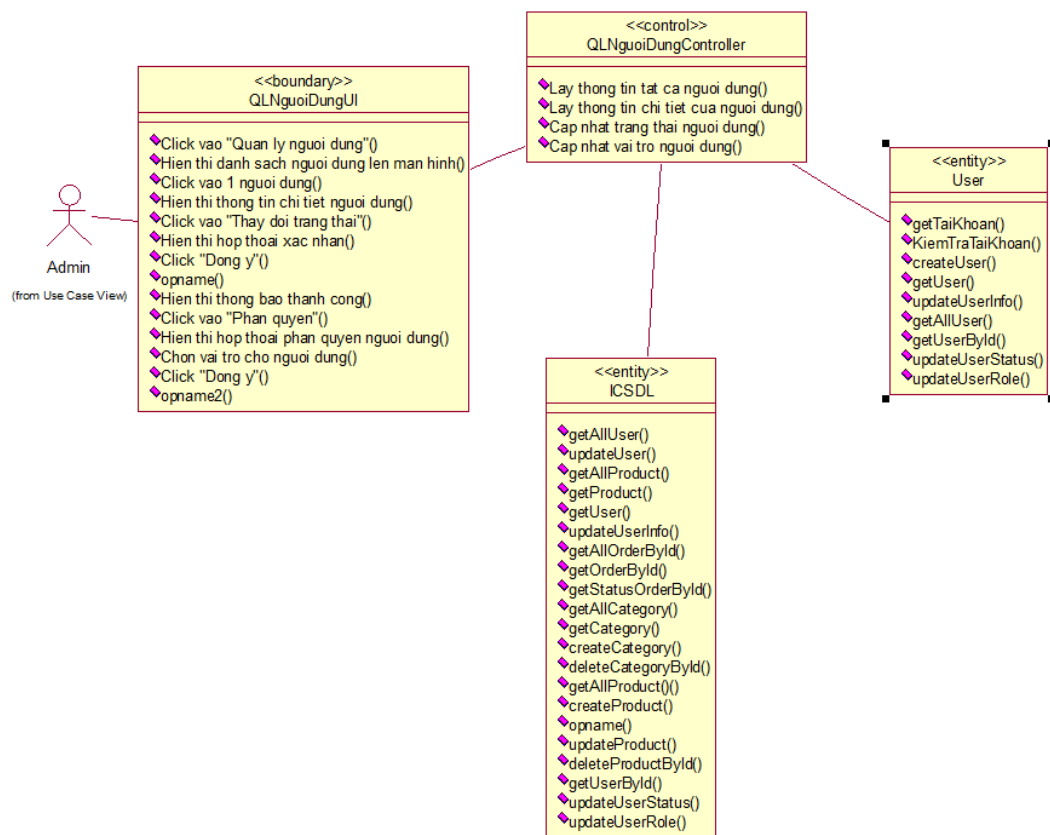 <<control>>
QLNguoiDungController
Lay thong tin tat ca nguoi dung()
Lay thong tin chi tiet cua nguoi dung()
Cap nhat trang thai nguoi dung()
Cap nhat vai tro nguoi dung()
<<boundary>>
QLNguoiDungUI
Click vao "Quan ly nguoi dung"()
Hien thi danh sach nguoi dung len man hinh()
Click vao 1 nguoi dung()
Hien thi thong tin chi tiet nguoi dung()
Click vao "Thay doi trang thai"()
Hien thi hop thoai xac nhan()
Click "Dong y"()
opname()
Hien thi thong bao thanh cong()
Click vao "Phan quyen"()
Hien thi hop thoai phan quyen nguoi dung()
Chon vai tro cho nguoi dung()
Click "Dong y"()
opname2()
Admin
(from Use Case View)
<<entity>>
User
getTaiKhoan()
KiemTraTaiKhoan()
createUser()
getUser()
updateUserInfo()
getAllUser()
getUserById()
updateUserStatus()
updateUserRole()
<<entity>>
ICSDL
getAllUser()
updateUser()
getAllProduct()
getProduct()
getUser()
updateUserInfo()
getAllOrderById()
getOrderById()
getStatusOrderById()
getAllCategory()
getCategory()
createCategory()
deleteCategoryById()
getAllProduct()()
createProduct()
opname()
updateProduct()
deleteProductById()
getUserById()
updateUserStatus()
updateUserRole()